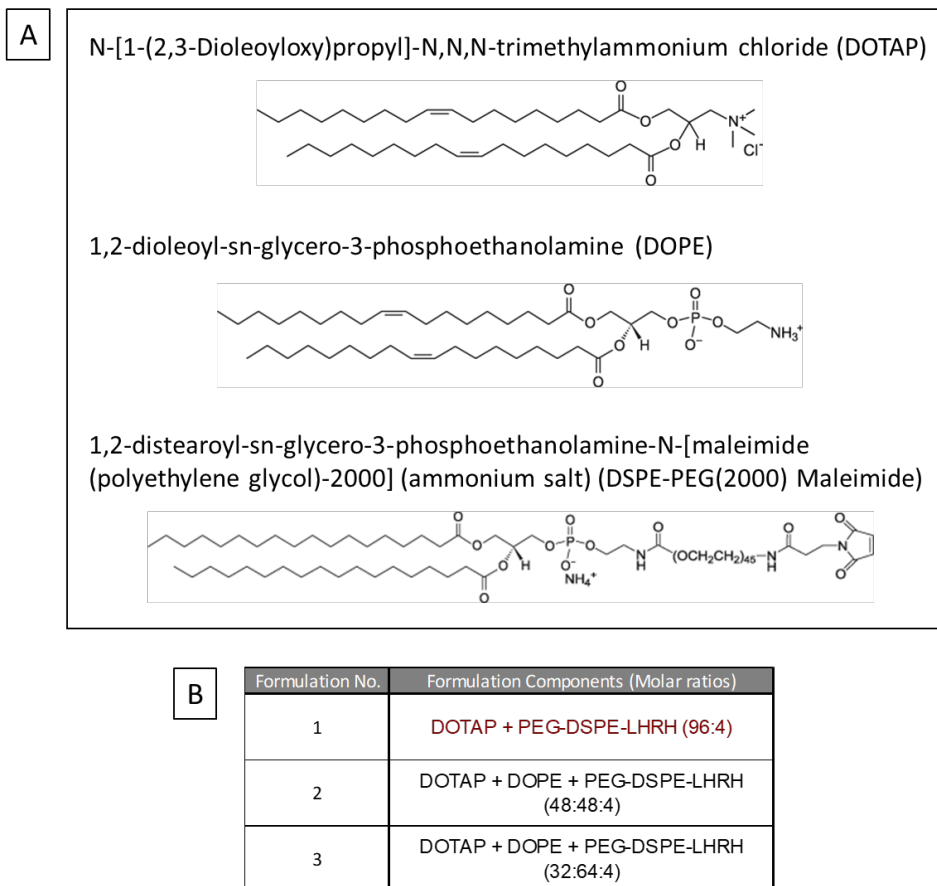 A
N-[1-(2,3-Dioleoyloxy)propyl]-N,N,N-trimethylammonium chloride (DOTAP)
O
O
N+
O
H
Cl-
O
1,2-dioleoyl-sn-glycero-3-phosphoethanolamine (DOPE)
O
O
O
O P O
O-
NH3+
O
H
O
1,2-distearoyl-sn-glycero-3-phosphoethanolamine-N-[maleimide
(polyethylene glycol)-2000] (ammonium salt) (DSPE-PEG(2000) Maleimide)
O
O
O
O
O
O
O P O
N
H
(OCH2CH2)45
N
H
N
O
H
O-
NH4+
O
O
B
Formulation No.
Formulation Components (Molar ratios)
1
DOTAP + PEG-DSPE-LHRH (96:4)
2
DOTAP + DOPE + PEG-DSPE-LHRH
(48:48:4)
3
DOTAP + DOPE + PEG-DSPE-LHRH
(32:64:4)